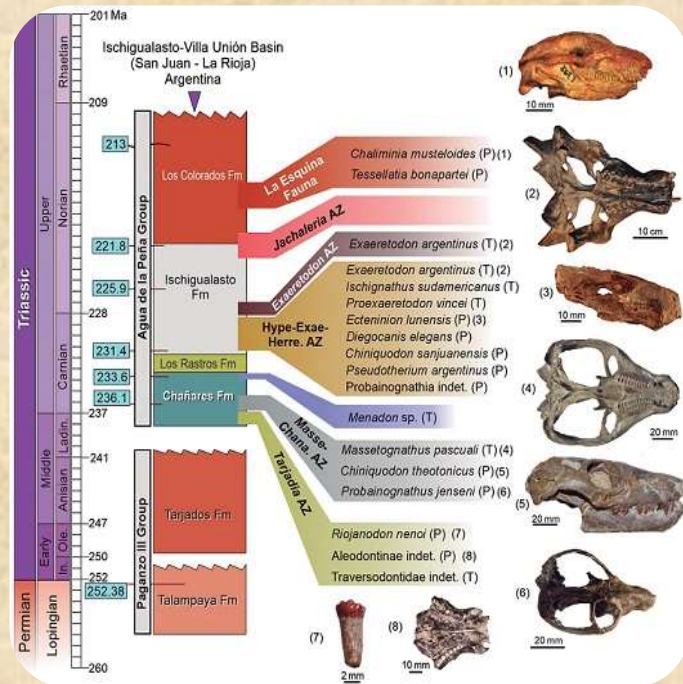 201 Ma
Ischigualasto-Villa Unión Basin
(San Juan - La Rioja)
Argentina
Rhaetian
209
213
Norian
Upper
221.8
225.9
228
Triassic
Carnian
231.4
233.6
236.1
237
Ladin.
241
Middle
Anisian
247
Ole.
Early
250
In.
252
252.38
Permian
Lopingian
260
Agua de la Peña Group
Los Colorados Fm
Ischigualasto
Fm
Los Rastros Fm
Chañares Fm
Paganzo III Group
Tarjados Fm
Talampaya Fm
La Esquina
Fauna
Chaliminia musteloides (P) (1)
Tessellatia bonapartei (P)
Jachaleria AZ
Exaeretodon AZ
Exaeretodon argentinus (T) (2)
Hype-Exae-
Herre. AZ
Exaeretodon argentinus (T) (2)
Ischignathus sudamericanus (T)
Proexaeretodon vincei (T)
Ecteninion lunensis (P) (3)
Diegocanis elegans (P)
Chiniquodon sanjuanensis (P)
Pseudotherium argentinus (P)
Probainognathia indet. (P)
Menadon sp. (T)
Masse-
Chana. AZ
Massetognathus pascuali (T) (4)
Chiniquodon theotonicus (P) (5)
Probainognathus jenseni (P) (6)
Tarjadia AZ
Riojanodon nenoi (P) (7)
Aleodontinae indet. (P) (8)
Traversodontidae indet. (T)
(1)
10 mm
(2)
10 cm
(3)
10 mm
(4)
20 mm
(5)
20 mm
(6)
20 mm
(7)
2 mm
(8)
10 mm